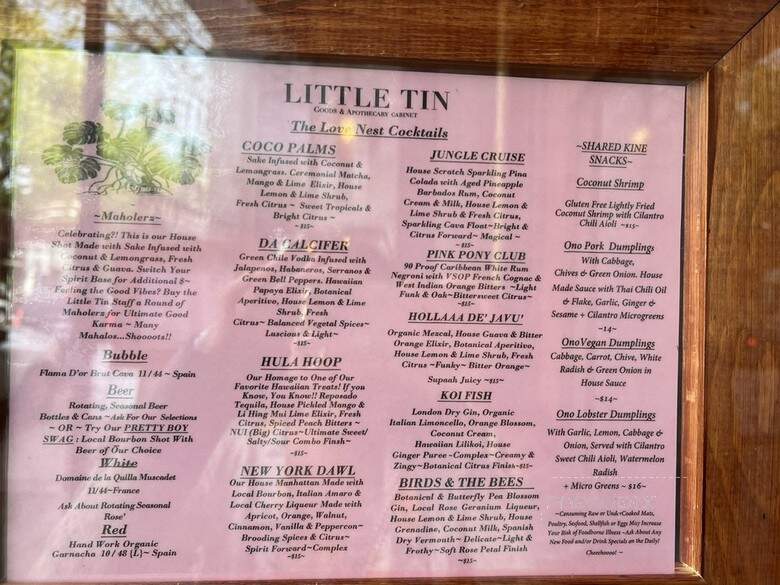 LITTLE TIN
GOODS & APOTHECARY CABINET
The Love Nest Cocktails
~Maholerz~
Celebrating?! This is our House
Shot Made with Sake Infused with
Coconut & Lemongrass, Fresh
Citrus & Guava. Switch Your
Spirit Base for Additional 8~
Feeling the Good Vibes? Buy the
Little Tin Staff a Round of
Maholerz for Ultimate Good
Karma ~ Many
Mahalos...Shooots!!
Bubble
Flama D'or Brut Cava 11/44 ~ Spain
Beer
Rotating, Seasonal Beer
Bottles & Cans ~Ask For Our Selections
~ OR ~ Try Our PRETTY BOY
SWAG : Local Bourbon Shot With
Beer of Our Choice
White
Domaine de la Quilla Muscadet
11/44~France
Ask About Rotating Seasonal
Rose'
Red
Hand Work Organic
Garnacha 10/48 {L}~ Spain
COCO PALMS
Sake Infused with Coconut &
Lemongrass. Ceremonial Matcha,
Mango & Lime Elixir, House
Lemon & Lime Shrub,
Fresh Citrus ~ Sweet Tropicals &
Bright Citrus ~
~$15~
DA CALCIFER
Green Chile Vodka Infused with
Jalapenos, Habaneros, Serranos &
Green Bell Peppers. Hawaiian
Papaya Elixir, Botanical
Aperitivo, House Lemon & Lime
Shrub, Fresh
Citrus~ Balanced Vegetal Spices~
Luscious & Light~
~$15~
HULA HOOP
Our Homage to One of Our
Favorite Hawaiian Treats! If you
Know, You Know!! Reposado
Tequila, House Pickled Mango &
Li Hing Mui Lime Elixir, Fresh
Citrus, Spiced Peach Bitters ~
NUI (Big) Citrus~Ultimate Sweet/
Salty/Sour Combo Finish~
~$15~
NEW YORK DAWL
Our House Manhattan Made with
Local Bourbon, Italian Amaro &
Local Cherry Liqueur Made with
Apricot, Orange, Walnut,
Cinnamon, Vanilla & Peppercon~
Brooding Spices & Citrus~
Spirit Forward~Complex
~$15~
JUNGLE CRUISE
House Scratch Sparkling Pina
Colada with Aged Pineapple
Barbados Rum, Coconut
Cream & Milk, House Lemon &
Lime Shrub & Fresh Citrus,
Sparkling Cava Float~Bright &
Citrus Forward~ Magical ~
~$15~
PINK PONY CLUB
90 Proof Caribbean White Rum
Negroni with VSOP French Cognac &
West Indian Orange Bitters ~Light
Funk & Oak~Bittersweet Citrus~
~$15~
HOLLAAA DE' JAVU'
Organic Mezcal, House Guava & Bitter
Orange Elixir, Botanical Aperitivo,
House Lemon & Lime Shrub, Fresh
Citrus ~Funky~ Bitter Orange~
Supaah Juicy ~$15~
KOI FISH
London Dry Gin, Organic
Italian Limoncello, Orange Blossom,
Coconut Cream,
Hawaiian Lilikoi, House
Ginger Puree ~Complex~Creamy &
Zingy~Botanical Citrus Finish~$15~
BIRDS & THE BEES
Botanical & Butterfly Pea Blossom
Gin, Local Rose Geranium Liqueur,
House Lemon & Lime Shrub, House
Grenadine, Coconut Milk, Spanish
Dry Vermouth~ Delicate~Light &
Frothy~Soft Rose Petal Finish
~$15~
~SHARED KINE
SNACKS~
Coconut Shrimp
Gluten Free Lightly Fried
Coconut Shrimp with Cilantro
Chili Aioli ~$15~
Ono Pork Dumplings
With Cabbage,
Chives & Green Onion. House
Made Sauce with Thai Chili Oil
& Flake, Garlic, Ginger &
Sesame + Cilantro Microgreens
~14~
OnoVegan Dumplings
Cabbage, Carrot, Chive, White
Radish & Green Onion in
House Sauce
~$14~
Ono Lobster Dumplings
With Garlic, Lemon, Cabbage &
Onion, Served with Cilantro
Sweet Chili Aioli, Watermelon
Radish
+ Micro Greens ~ $16~
~Consuming Raw or Undercooked Meats,
Poultry, Seafood, Shellfish or Eggs May Increase
Your Risk of Foodborne Illness ~Ask About Any
New Food and/or Drink Specials on the Daily!
Cheehoooo! ~